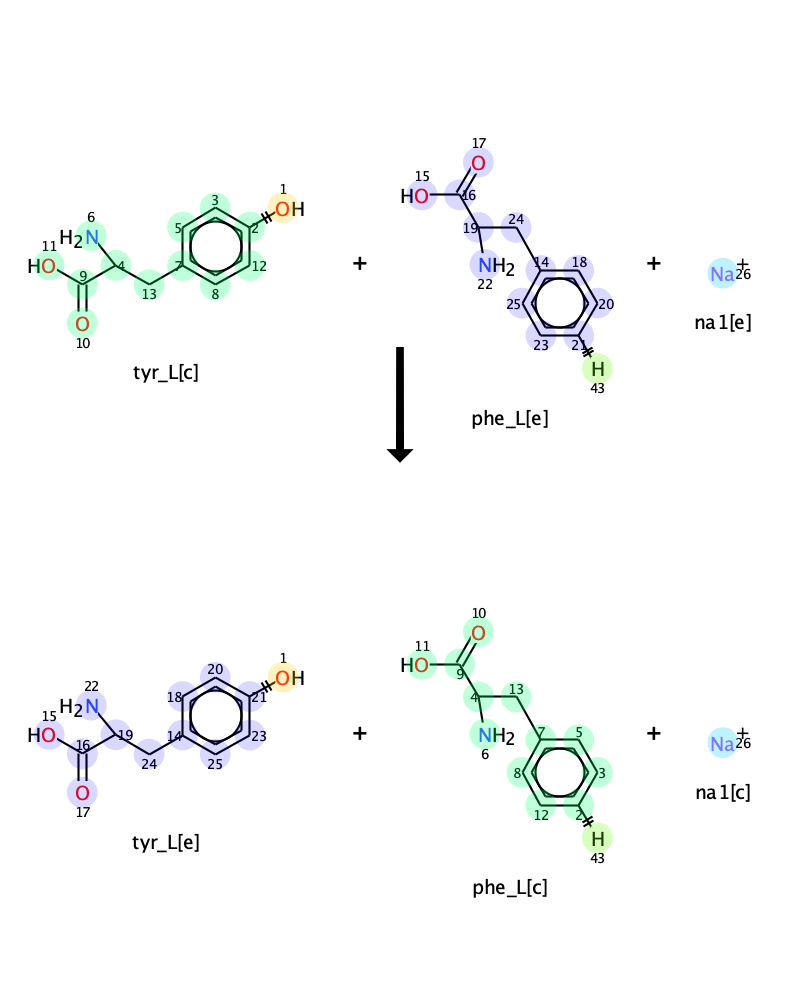 17
15
O
HO
16
1
3
OH
6
5
2
24
19
H₂N
11
HO
4
7
12
NH₂
22
14
18
+
+
Na⁺
26
9
13
8
25
20
O
10
23
21
H
43
na1[e]
tyr_L[c]
phe_L[e]
10
O
11
HO
9
1
20
OH
22
18
21
13
4
H₂N
15
HO
19
14
23
NH₂
6
7
5
+
+
Na⁺
26
16
24
25
8
3
O
17
12
2
H
43
na1[c]
tyr_L[e]
phe_L[c]